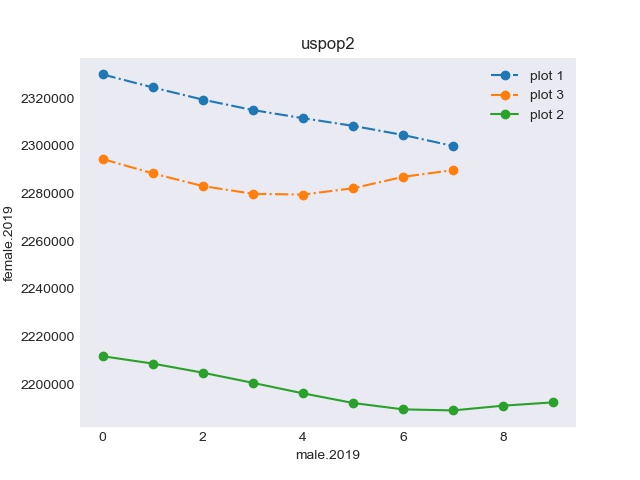 uspop2
plot 1
plot 3
plot 2
female.2019
2320000
2300000
2280000
2260000
2240000
2220000
2200000
0 2 4 6 8
male.2019